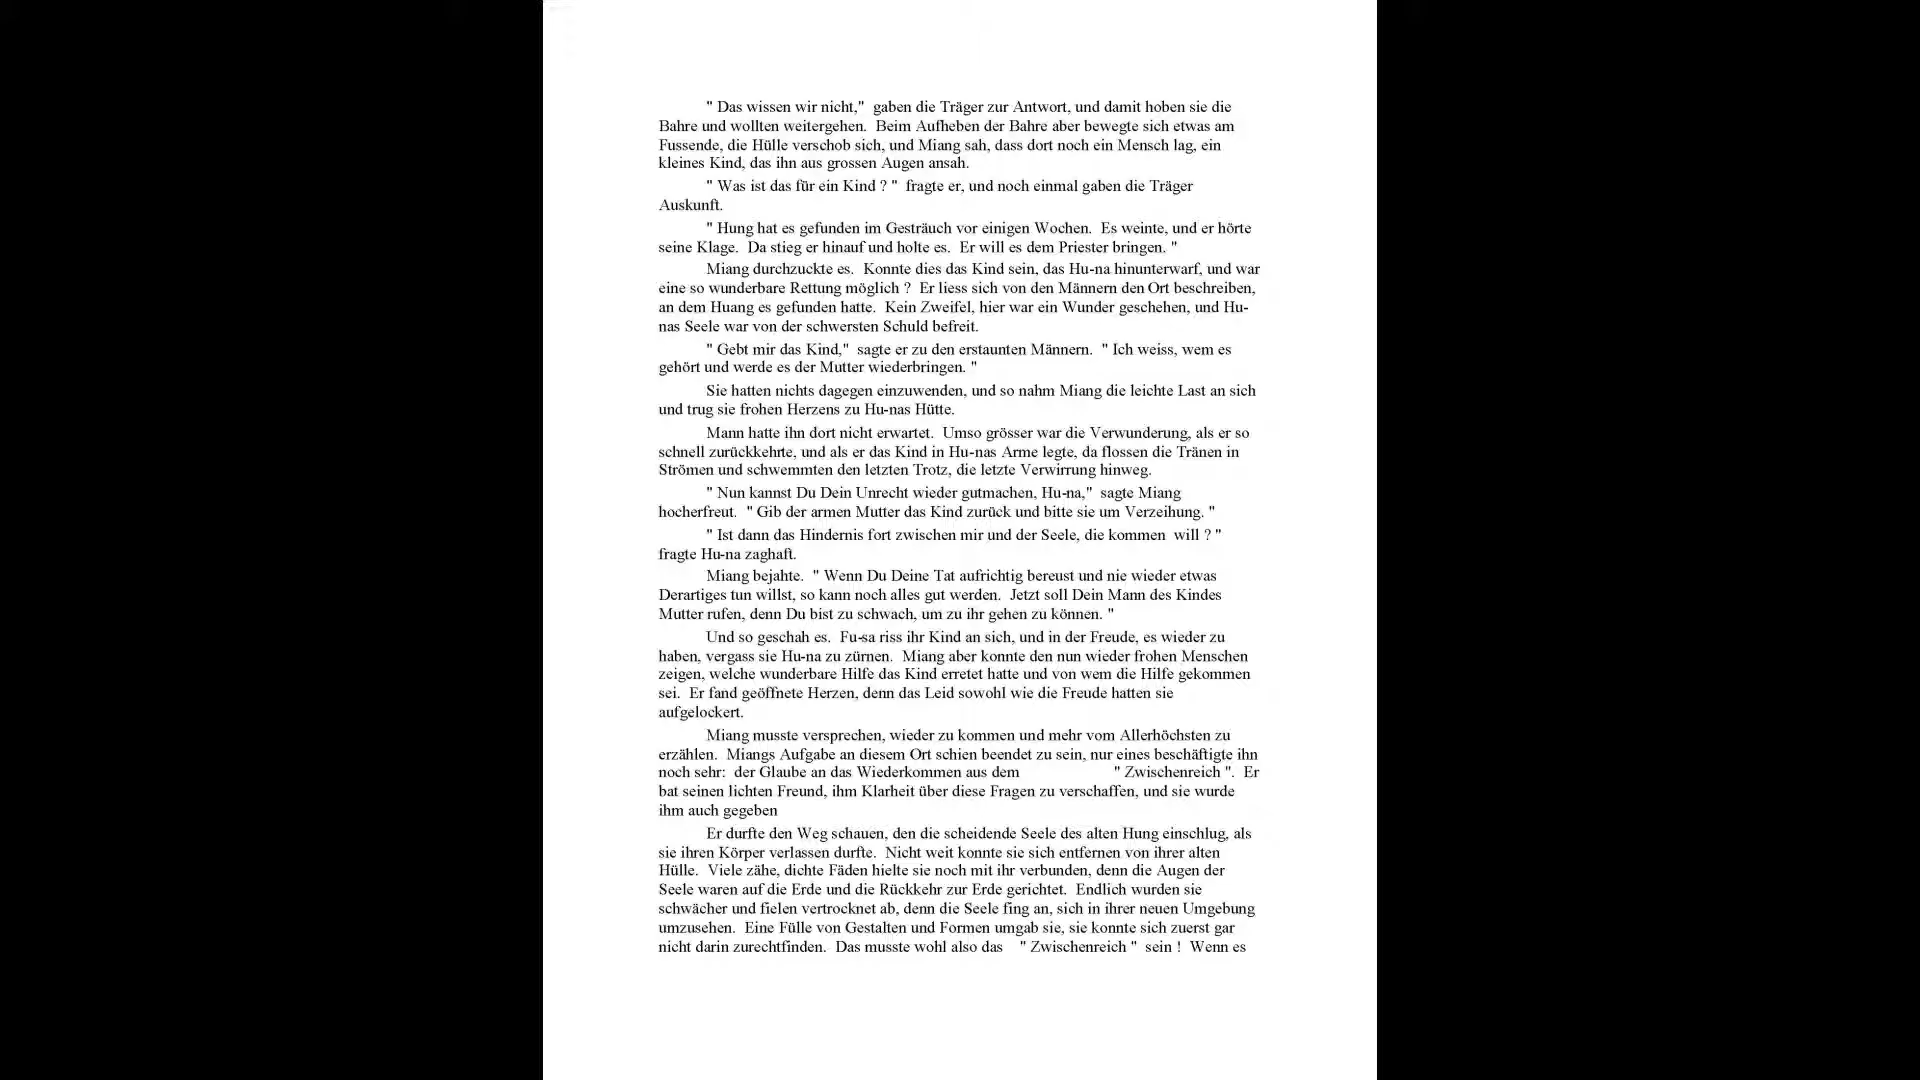 " Das wissen wir nicht,"  gaben die Träger zur Antwort, und damit hoben sie die
Bahre und wollten weitergehen.  Beim Aufheben der Bahre aber bewegte sich etwas am
Fussende, die Hülle verschob sich, und Miang sah, dass dort noch ein Mensch lag, ein
kleines Kind, das ihn aus grossen Augen ansah.
" Was ist das für ein Kind ? "  fragte er, und noch einmal gaben die Träger
Auskunft.
" Hung hat es gefunden im Gesträuch vor einigen Wochen.  Es weinte, und er hörte
seine Klage.  Da stieg er hinauf und holte es.  Er will es dem Priester bringen. "
Miang durchzuckte es.  Konnte dies das Kind sein, das Hu-na hinunterwarf, und war
eine so wunderbare Rettung möglich ?  Er liess sich von den Männern den Ort beschreiben,
an dem Huang es gefunden hatte.  Kein Zweifel, hier war ein Wunder geschehen, und Hu-
nas Seele war von der schwersten Schuld befreit.
" Gebt mir das Kind,"  sagte er zu den erstaunten Männern.  " Ich weiss, wem es
gehört und werde es der Mutter wiederbringen. "
Sie hatten nichts dagegen einzuwenden, und so nahm Miang die leichte Last an sich
und trug sie frohen Herzens zu Hu-nas Hütte.
Mann hatte ihn dort nicht erwartet.  Umso grösser war die Verwunderung, als er so
schnell zurückkehrte, und als er das Kind in Hu-nas Arme legte, da flossen die Tränen in
Strömen und schwemmten den letzten Trotz, die letzte Verwirrung hinweg.
" Nun kannst Du Dein Unrecht wieder gutmachen, Hu-na,"  sagte Miang
hocherfreut.  " Gib der armen Mutter das Kind zurück und bitte sie um Verzeihung. "
" Ist dann das Hindernis fort zwischen mir und der Seele, die kommen  will ? "
fragte Hu-na zaghaft.
Miang bejahte.  " Wenn Du Deine Tat aufrichtig bereust und nie wieder etwas
Derartiges tun willst, so kann noch alles gut werden.  Jetzt soll Dein Mann des Kindes
Mutter rufen, denn Du bist zu schwach, um zu ihr gehen zu können. "
Und so geschah es.  Fu-sa riss ihr Kind an sich, und in der Freude, es wieder zu
haben, vergass sie Hu-na zu zürnen.  Miang aber konnte den nun wieder frohen Menschen
zeigen, welche wunderbare Hilfe das Kind erretet hatte und von wem die Hilfe gekommen
sei.  Er fand geöffnete Herzen, denn das Leid sowohl wie die Freude hatten sie
aufgelockert.
Miang musste versprechen, wieder zu kommen und mehr vom Allerhöchsten zu
erzählen.  Miangs Aufgabe an diesem Ort schien beendet zu sein, nur eines beschäftigte ihn
noch sehr:  der Glaube an das Wiederkommen aus dem " Zwischenreich ".  Er
bat seinen lichten Freund, ihm Klarheit über diese Fragen zu verschaffen, und sie wurde
ihm auch gegeben
Er durfte den Weg schauen, den die scheidende Seele des alten Hung einschlug, als
sie ihren Körper verlassen durfte.  Nicht weit konnte sie sich entfernen von ihrer alten
Hülle.  Viele zähe, dichte Fäden hielte sie noch mit ihr verbunden, denn die Augen der
Seele waren auf die Erde und die Rückkehr zur Erde gerichtet.  Endlich wurden sie
schwächer und fielen vertrocknet ab, denn die Seele fing an, sich in ihrer neuen Umgebung
umzusehen.  Eine Fülle von Gestalten und Formen umgab sie, sie konnte sich zuerst gar
nicht darin zurechtfinden.  Das musste wohl also das " Zwischenreich "  sein !  Wenn es